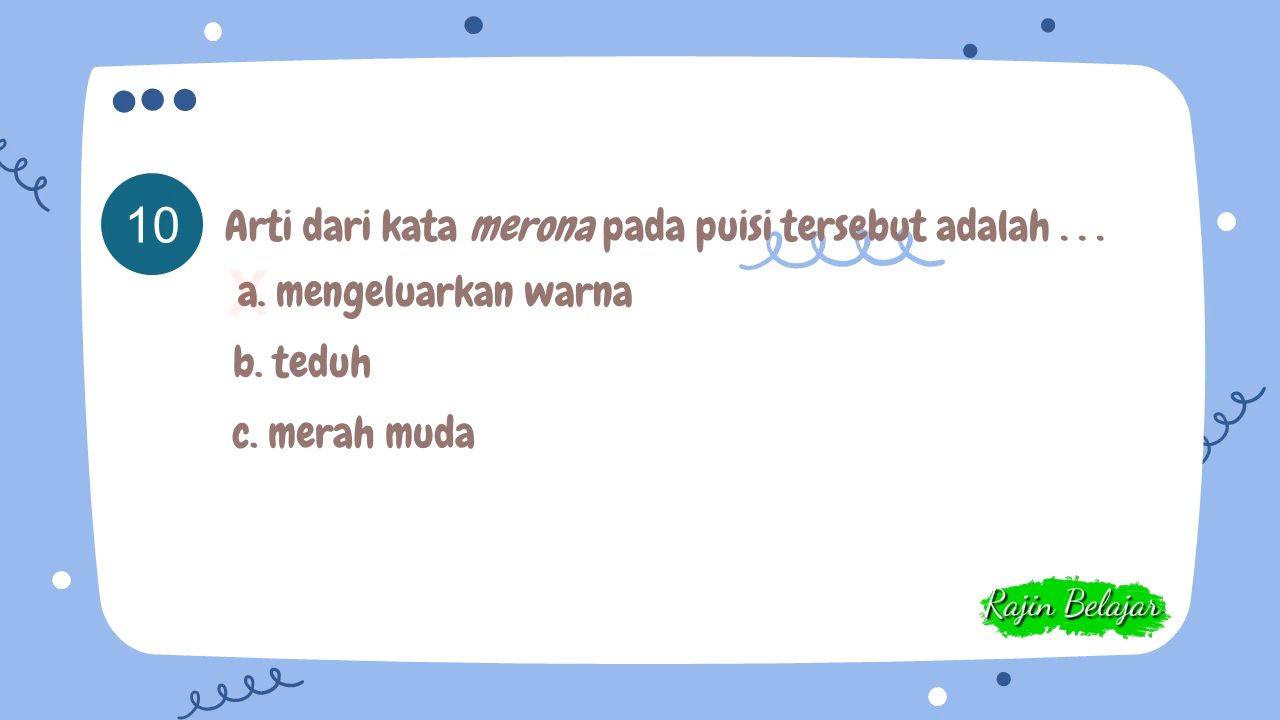 10 Arti dari kata merona pada puisi tersebut adalah . . .
X a. mengeluarkan warna
b. teduh
c. merah muda
Rajin Belajar